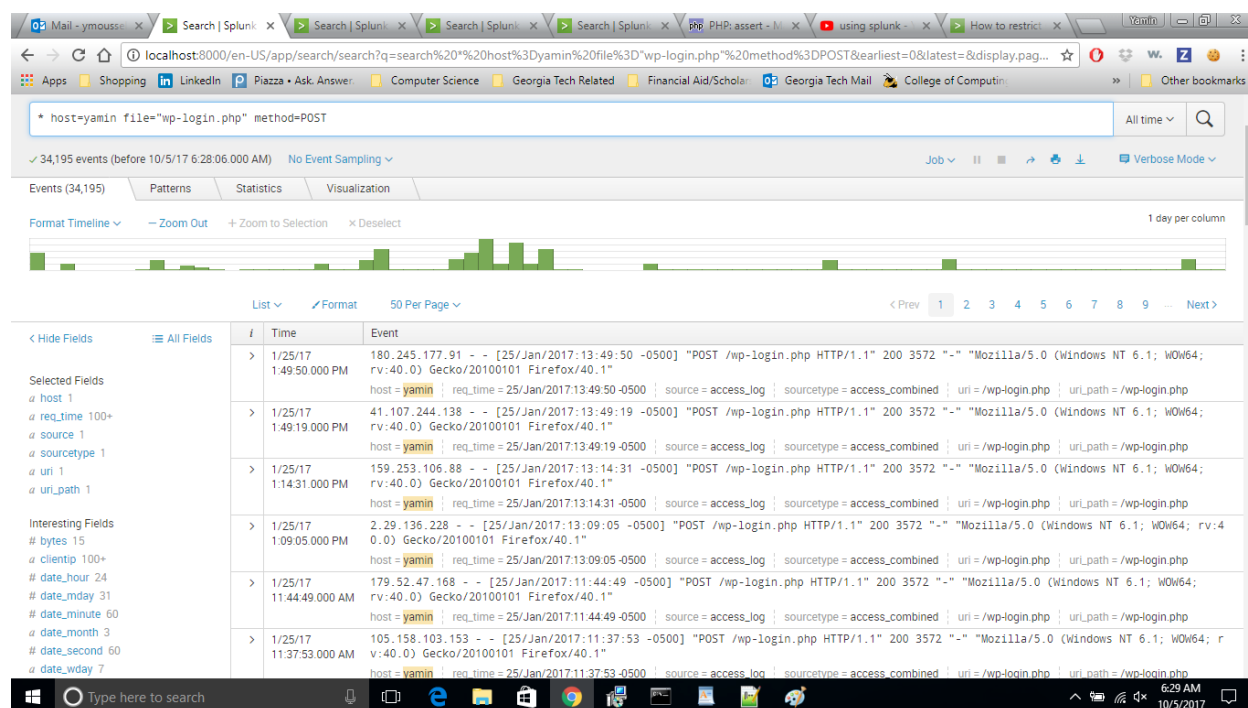 Mail - ymousse
Search | Splunk
Search | Splun
Search | Splun
Search | Splun
PHP: assert - M
using splunk -
How to restrict
Yamin
localhost:8000/en-US/app/search/search?q=search%20*%20host%3Dyamin%20file%3D"wp-login.php"%20method%3DPOST&earliest=0&latest=&display.pag...
Apps Shopping LinkedIn Piazza • Ask. Answer. Computer Science Georgia Tech Related Financial Aid/Scholar Georgia Tech Mail College of Computin » Other bookmarks
* host=yamin file="wp-login.php" method=POST
All time
34,195 events (before 10/5/17 6:28:06.000 AM) No Event Sampling Job Verbose Mode
Events (34,195) Patterns Statistics Visualization
Format Timeline — Zoom Out + Zoom to Selection × Deselect 1 day per column
List Format 50 Per Page < Prev 1 2 3 4 5 6 7 8 9 ... Next >
< Hide Fields All Fields
i Time Event
Selected Fields
a host 1
a req_time 100+
a source 1
a sourcetype 1
a uri 1
a uri_path 1
Interesting Fields
# bytes 15
a clientip 100+
# date_hour 24
# date_mday 31
# date_minute 60
a date_month 3
# date_second 60
a date_wday 7
> 1/25/17 180.245.177.91 - - [25/Jan/2017:13:49:50 -0500] "POST /wp-login.php HTTP/1.1" 200 3572 "-" "Mozilla/5.0 (Windows NT 6.1; WOW64;
1:49:50.000 PM rv:40.0) Gecko/20100101 Firefox/40.1"
host = yamin req_time = 25/Jan/2017:13:49:50 -0500 source = access_log sourcetype = access_combined uri = /wp-login.php uri_path = /wp-login.php
> 1/25/17 41.107.244.138 - - [25/Jan/2017:13:49:19 -0500] "POST /wp-login.php HTTP/1.1" 200 3572 "-" "Mozilla/5.0 (Windows NT 6.1; WOW64;
1:49:19.000 PM rv:40.0) Gecko/20100101 Firefox/40.1"
host = yamin req_time = 25/Jan/2017:13:49:19 -0500 source = access_log sourcetype = access_combined uri = /wp-login.php uri_path = /wp-login.php
> 1/25/17 159.253.106.88 - - [25/Jan/2017:13:14:31 -0500] "POST /wp-login.php HTTP/1.1" 200 3572 "-" "Mozilla/5.0 (Windows NT 6.1; WOW64;
1:14:31.000 PM rv:40.0) Gecko/20100101 Firefox/40.1"
host = yamin req_time = 25/Jan/2017:13:14:31 -0500 source = access_log sourcetype = access_combined uri = /wp-login.php uri_path = /wp-login.php
> 1/25/17 2.29.136.228 - - [25/Jan/2017:13:09:05 -0500] "POST /wp-login.php HTTP/1.1" 200 3572 "-" "Mozilla/5.0 (Windows NT 6.1; WOW64; rv:4
1:09:05.000 PM 0.0) Gecko/20100101 Firefox/40.1"
host = yamin req_time = 25/Jan/2017:13:09:05 -0500 source = access_log sourcetype = access_combined uri = /wp-login.php uri_path = /wp-login.php
> 1/25/17 179.52.47.168 - - [25/Jan/2017:11:44:49 -0500] "POST /wp-login.php HTTP/1.1" 200 3572 "-" "Mozilla/5.0 (Windows NT 6.1; WOW64;
11:44:49.000 AM rv:40.0) Gecko/20100101 Firefox/40.1"
host = yamin req_time = 25/Jan/2017:11:44:49 -0500 source = access_log sourcetype = access_combined uri = /wp-login.php uri_path = /wp-login.php
> 1/25/17 105.158.103.153 - - [25/Jan/2017:11:37:53 -0500] "POST /wp-login.php HTTP/1.1" 200 3572 "-" "Mozilla/5.0 (Windows NT 6.1; WOW64; r
11:37:53.000 AM v:40.0) Gecko/20100101 Firefox/40.1"
host = yamin req_time = 25/Jan/2017:11:37:53 -0500 source = access_log sourcetype = access_combined uri = /wp-login.php uri_path = /wp-login.php
Type here to search
6:29 AM
10/5/2017